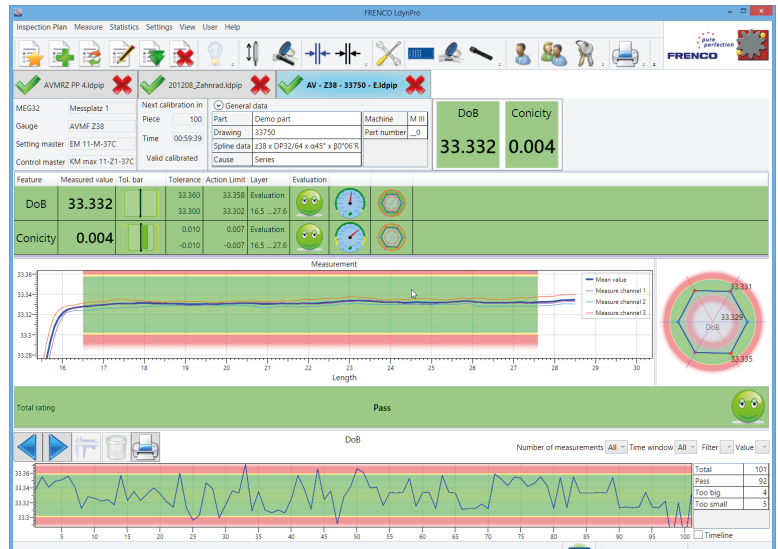 FRENCO LdynPro
Inspection Plan Measure Statistics Settings View User Help
pure
perfection
FRENCO
AVMRZ PP 4.ldpip
201208_Zahnrad.ldpip
AV - Z38 - 33750 - E.ldpip
MEG32 Messplatz 1
Gauge AVMF Z38
Setting master EM 11-M-37C
Control master KM max 11-Z1-37C
Next calibration in
Piece 100
Time 00:59:39
Valid calibrated
General data
Part Demo part Machine M III
Drawing 33750 Part number _0
Spline data z38 x DP32/64 x α45° x β0°06'R
Cause Series
DoB
33.332
Conicity
0.004
Feature Measured value Tol. bar Tolerance Action Limit Layer Evaluation
DoB 33.332 33.360 33.358 Evaluation
33.300 33.302 16.5 ...27.6
Conicity 0.004 0.010 0.007 Evaluation
-0.010 -0.007 16.5 ...27.6
Measurement
33.36
33.34
33.32
33.3
33.28
16 17 18 19 20 21 22 23 24 25 26 27 28 29 30
Length
Mean value
Measure channel 1
Measure channel 2
Measure channel 3
33.331
33.329
DoB
33.335
Total rating Pass
DoB
Number of measurements All Time window All Filter Value
33.36
33.34
33.32
33.3
5 10 15 20 25 30 35 40 45 50 55 60 65 70 75 80 85 90 95 100
Total 101
Pass 92
Too big 4
Too small 5
Timeline